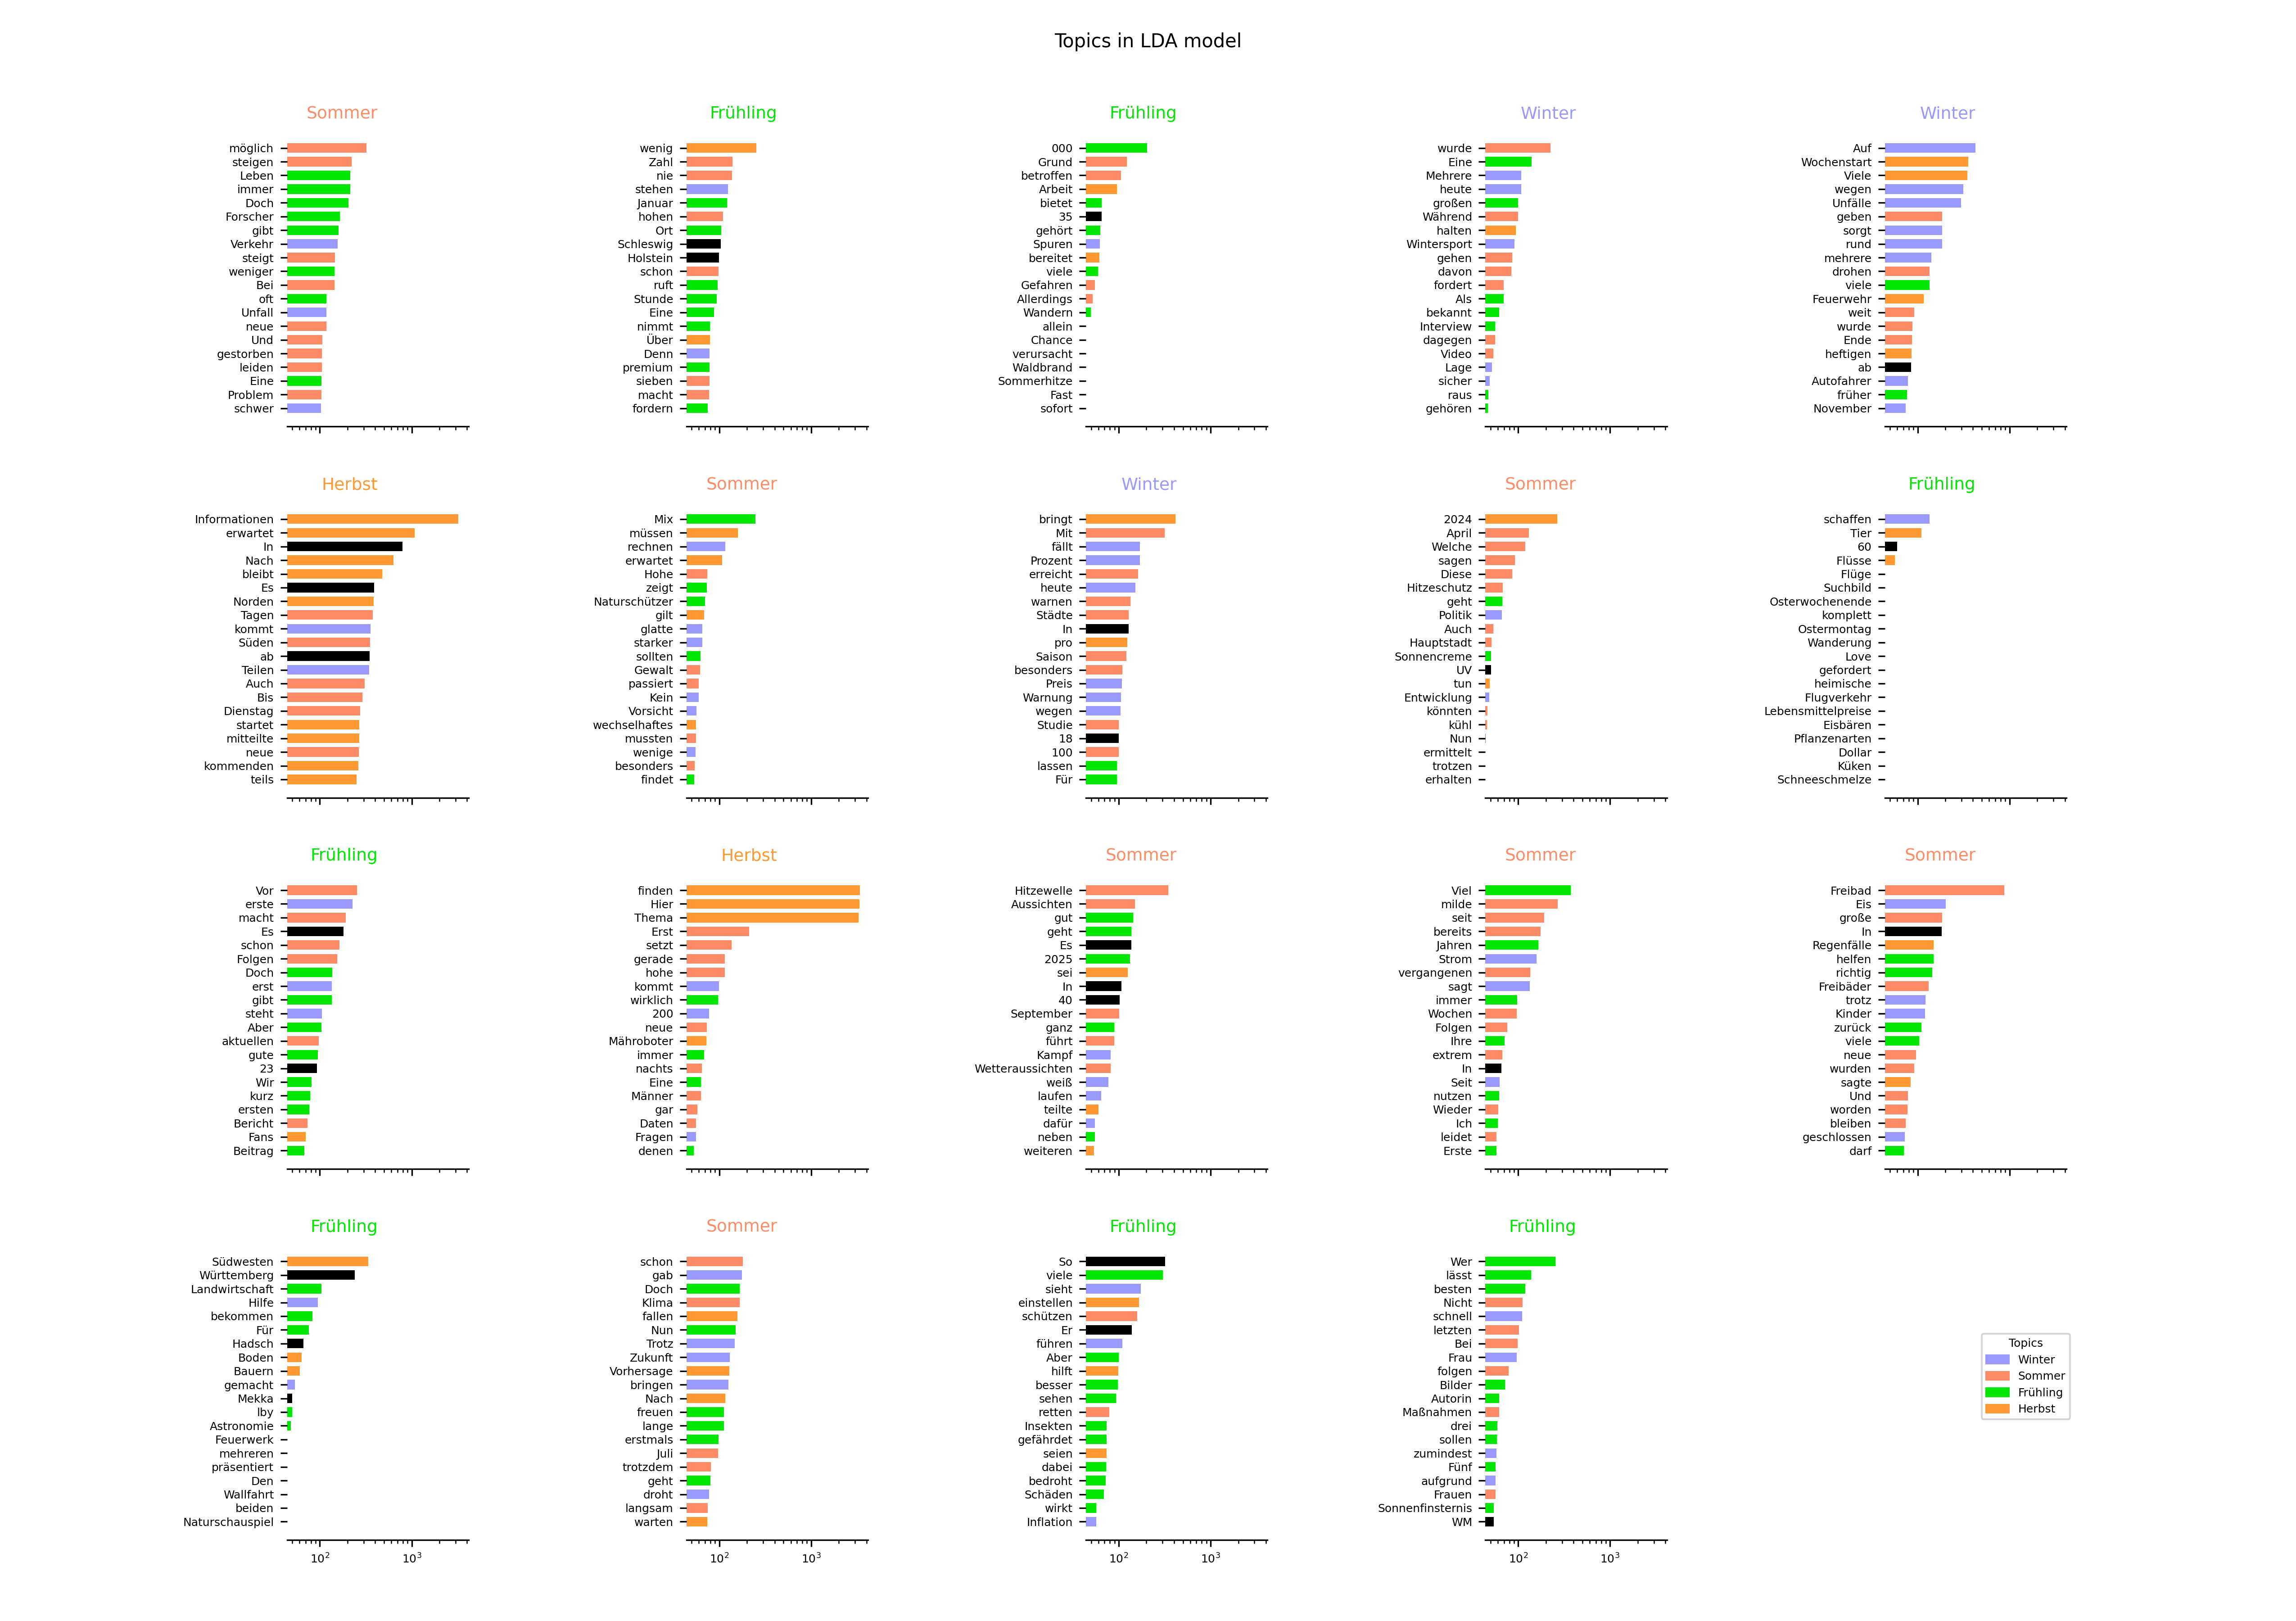 Topics in LDA model
Sommer
möglich
steigen
Leben
immer
Doch
Forscher
gibt
Verkehr
steigt
weniger
Bei
oft
Unfall
neue
Und
gestorben
leiden
Eine
Problem
schwer
Frühling
wenig
Zahl
nie
stehen
Januar
hohen
Ort
Schleswig
Holstein
schon
ruft
Stunde
Eine
nimmt
Über
Denn
premium
sieben
macht
fordern
Frühling
000
Grund
betroffen
Arbeit
bietet
35
gehört
Spuren
bereitet
viele
Gefahren
Allerdings
Wandern
allein
Chance
verursacht
Waldbrand
Sommerhitze
Fast
sofort
Winter
wurde
Eine
Mehrere
heute
großen
Während
halten
Wintersport
gehen
davon
fordert
Als
bekannt
Interview
dagegen
Video
Lage
sicher
raus
gehören
Winter
Auf
Wochenstart
Viele
wegen
Unfälle
geben
sorgt
rund
mehrere
drohen
viele
Feuerwehr
weit
wurde
Ende
heftigen
ab
Autofahrer
früher
November
Herbst
Informationen
erwartet
In
Nach
bleibt
Es
Norden
Tagen
kommt
Süden
ab
Teilen
Auch
Bis
Dienstag
startet
mitteilte
neue
kommenden
teils
Sommer
Mix
müssen
rechnen
erwartet
Hohe
zeigt
Naturschützer
gilt
glatte
starker
sollten
Gewalt
passiert
Kein
Vorsicht
wechselhaftes
mussten
wenige
besonders
findet
Winter
bringt
Mit
fällt
Prozent
erreicht
heute
warnen
Städte
In
pro
Saison
besonders
Preis
Warnung
wegen
Studie
18
100
lassen
Für
Sommer
2024
April
Welche
sagen
Diese
Hitzeschutz
geht
Politik
Auch
Hauptstadt
Sonnencreme
UV
tun
Entwicklung
könnten
kühl
Nun
ermittelt
trotzen
erhalten
Frühling
schaffen
Tier
60
Flüsse
Flüge
Suchbild
Osterwochenende
komplett
Ostermontag
Wanderung
Love
gefordert
heimische
Flugverkehr
Lebensmittelpreise
Eisbären
Pflanzenarten
Dollar
Küken
Schneeschmelze
Frühling
Vor
erste
macht
Es
schon
Folgen
Doch
erst
gibt
steht
Aber
aktuellen
gute
23
Wir
kurz
ersten
Bericht
Fans
Beitrag
Herbst
finden
Hier
Thema
Erst
setzt
gerade
hohe
kommt
wirklich
200
neue
Mähroboter
immer
nachts
Eine
Männer
gar
Daten
Fragen
denen
Sommer
Hitzewelle
Aussichten
gut
geht
Es
2025
sei
In
40
September
ganz
führt
Kampf
Wetteraussichten
weiß
laufen
teilte
dafür
neben
weiteren
Sommer
Viel
milde
seit
bereits
Jahren
Strom
vergangenen
sagt
immer
Wochen
Folgen
Ihre
extrem
In
Seit
nutzen
Wieder
Ich
leidet
Erste
Sommer
Freibad
Eis
große
In
Regenfälle
helfen
richtig
Freibäder
trotz
Kinder
zurück
viele
neue
wurden
sagte
Und
worden
bleiben
geschlossen
darf
Frühling
Südwesten
Württemberg
Landwirtschaft
Hilfe
bekommen
Für
Hadsch
Boden
Bauern
gemacht
Mekka
lby
Astronomie
Feuerwerk
mehreren
präsentiert
Den
Wallfahrt
beiden
Naturschauspiel
10² 10³
Sommer
schon
gab
Doch
Klima
fallen
Nun
Trotz
Zukunft
Vorhersage
bringen
Nach
freuen
lange
erstmals
Juli
trotzdem
geht
droht
langsam
warten
10² 10³
Frühling
So
viele
sieht
einstellen
schützen
Er
führen
Aber
hilft
besser
sehen
retten
Insekten
gefährdet
seien
dabei
bedroht
Schäden
wirkt
Inflation
10² 10³
Frühling
Wer
lässt
besten
Nicht
schnell
letzten
Bei
Frau
folgen
Bilder
Autorin
Maßnahmen
drei
sollen
zumindest
Fünf
aufgrund
Frauen
Sonnenfinsternis
WM
10² 10³
Topics
Winter
Sommer
Frühling
Herbst